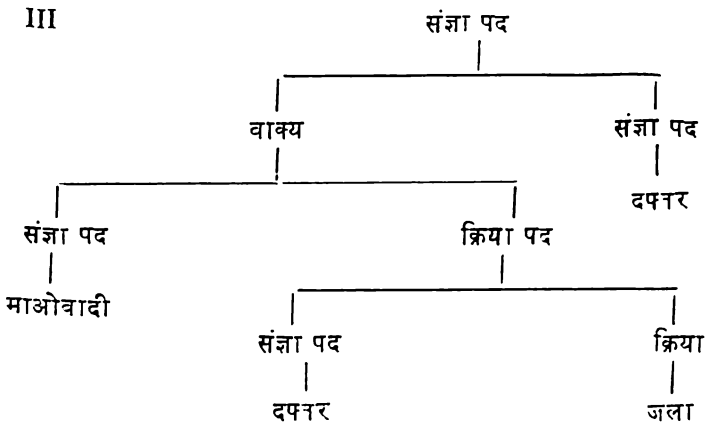 III
संज्ञा पद
वाक्य संज्ञा पद
दफ्तर
संज्ञा पद क्रिया पद
माओवादी
संज्ञा पद क्रिया
दफ्तर जला